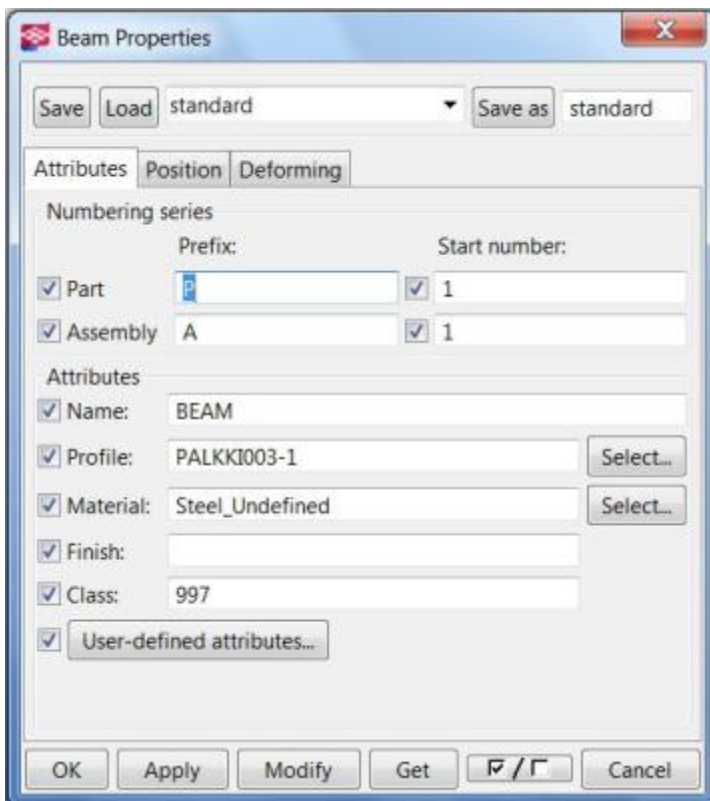 Beam Properties
Save Load standard Save as standard
Attributes Position Deforming
Numbering series
Prefix: Start number:
Part P 1
Assembly A 1
Attributes
Name: BEAM
Profile: PALKKI003-1 Select...
Material: Steel_Undefined Select...
Finish:
Class: 997
User-defined attributes...
OK Apply Modify Get / Cancel